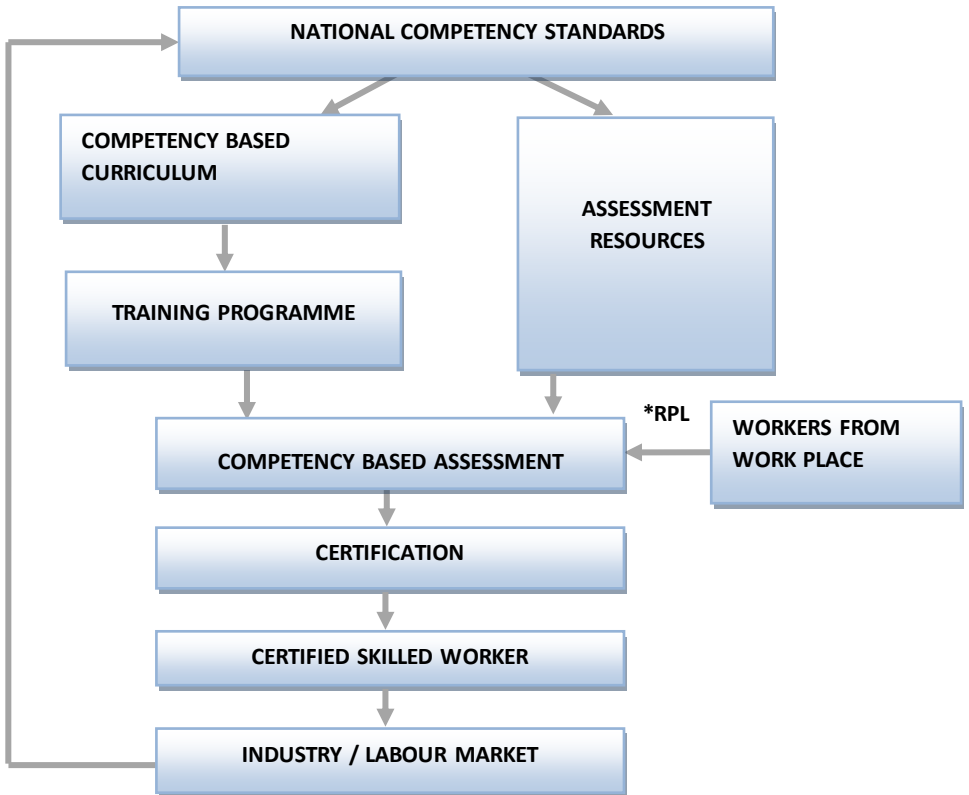 NATIONAL COMPETENCY STANDARDS
COMPETENCY BASED
CURRICULUM
ASSESSMENT
RESOURCES
TRAINING PROGRAMME
*RPL
WORKERS FROM
WORK PLACE
COMPETENCY BASED ASSESSMENT
CERTIFICATION
CERTIFIED SKILLED WORKER
INDUSTRY / LABOUR MARKET